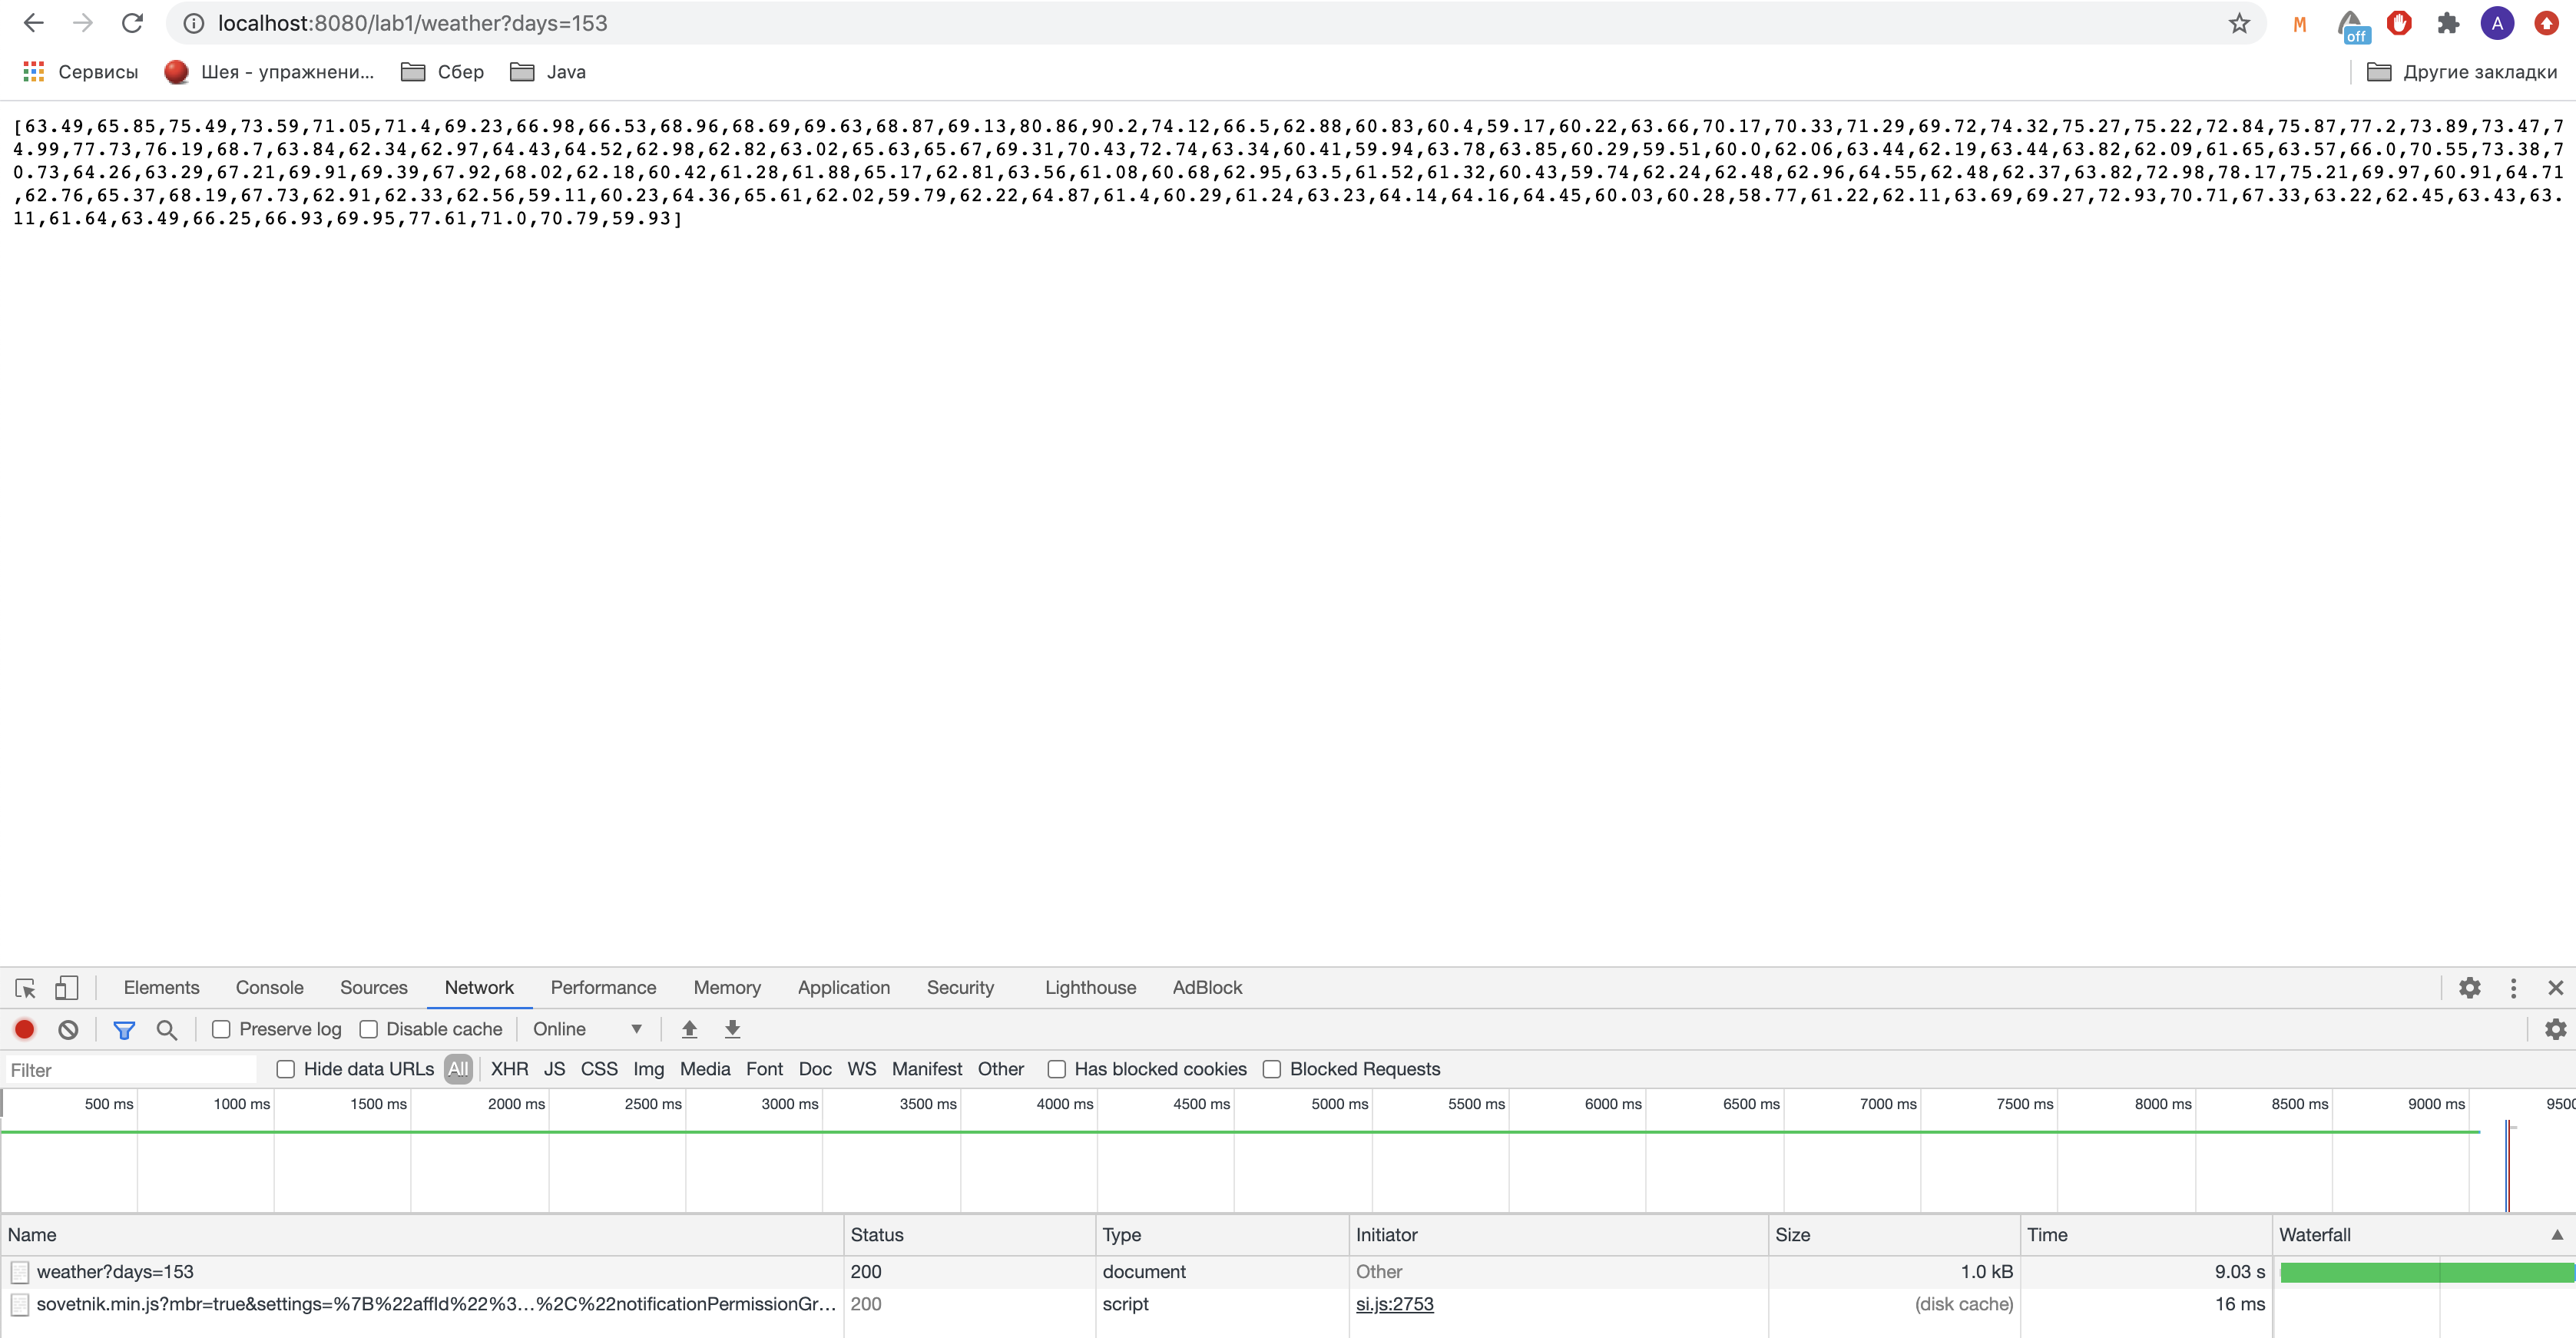 localhost:8080/lab1/weather?days=153
M
off
A
Сервисы
Шея - упражнени...
Сбер
Java
Другие закладки
[63.49,65.85,75.49,73.59,71.05,71.4,69.23,66.98,66.53,68.96,68.69,69.63,68.87,69.13,80.86,90.2,74.12,66.5,62.88,60.83,60.4,59.17,60.22,63.66,70.17,70.33,71.29,69.72,74.32,75.27,75.22,72.84,75.87,77.2,73.89,73.47,7
4.99,77.73,76.19,68.7,63.84,62.34,62.97,64.43,64.52,62.98,62.82,63.02,65.63,65.67,69.31,70.43,72.74,63.34,60.41,59.94,63.78,63.85,60.29,59.51,60.0,62.06,63.44,62.19,63.44,63.82,62.09,61.65,63.57,66.0,70.55,73.38,7
0.73,64.26,63.29,67.21,69.91,69.39,67.92,68.02,62.18,60.42,61.28,61.88,65.17,62.81,63.56,61.08,60.68,62.95,63.5,61.52,61.32,60.43,59.74,62.24,62.48,62.96,64.55,62.48,62.37,63.82,72.98,78.17,75.21,69.97,60.91,64.71
,62.76,65.37,68.19,67.73,62.91,62.33,62.56,59.11,60.23,64.36,65.61,62.02,59.79,62.22,64.87,61.4,60.29,61.24,63.23,64.14,64.16,64.45,60.03,60.28,58.77,61.22,62.11,63.69,69.27,72.93,70.71,67.33,63.22,62.45,63.43,63.
11,61.64,63.49,66.25,66.93,69.95,77.61,71.0,70.79,59.93]
Elements Console Sources Network Performance Memory Application Security Lighthouse AdBlock
Preserve log Disable cache Online
Filter Hide data URLs All XHR JS CSS Img Media Font Doc WS Manifest Other Has blocked cookies Blocked Requests
500 ms 1000 ms 1500 ms 2000 ms 2500 ms 3000 ms 3500 ms 4000 ms 4500 ms 5000 ms 5500 ms 6000 ms 6500 ms 7000 ms 7500 ms 8000 ms 8500 ms 9000 ms 9500
Name Status Type Initiator Size Time Waterfall
weather?days=153 200 document Other 1.0 kB 9.03 s
sovetnik.min.js?mbr=true&settings=%7B%22affId%22%3...%2C%22notificationPermissionGr... 200 script si.js:2753 (disk cache) 16 ms